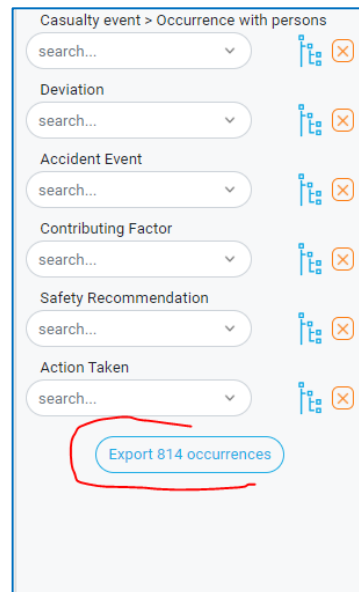 Casualty event > Occurrence with persons
search...
Deviation
search...
Accident Event
search...
Contributing Factor
search...
Safety Recommendation
search...
Action Taken
search...
Export 814 occurrences